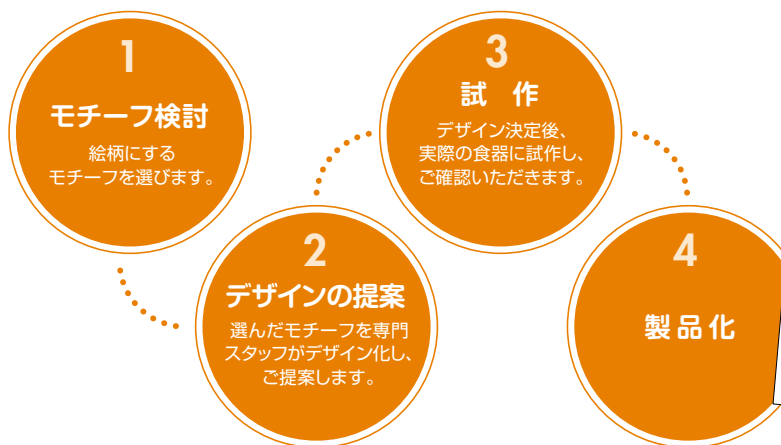 1
モチーフ検討
絵柄にする
モチーフを選びます。
2
デザインの提案
選んだモチーフを専門
スタッフがデザイン化し、
ご提案します。
3
試 作
デザイン決定後、
実際の食器に試作し、
ご確認いただきます。
4
製品化